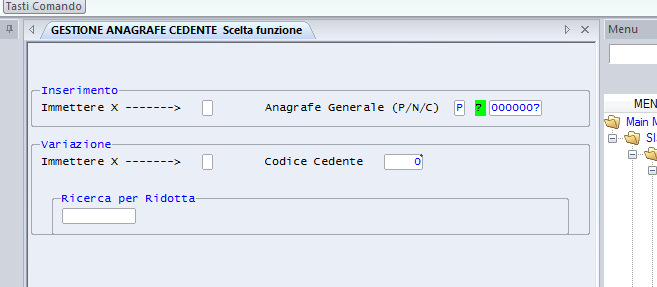 Tasti Comando
GESTIONE ANAGRAFE CEDENTE Scelta funzione
Menu
Inserimento
Immettere X ------->
Anagrafe Generale (P/N/C) P ? 000000?
MEN
Main M
SI
Variazione
Immettere X ------->
Codice Cedente 0
Ricerca per Ridotta